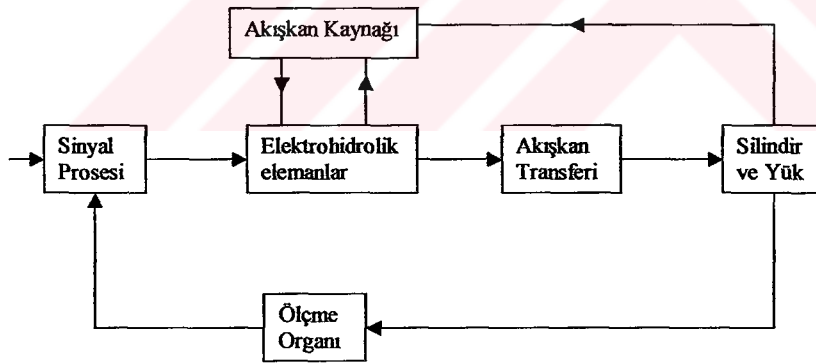 Akışkan Kaynağı
Sinyal
Prosesi
Elektrohidrolik
elemanlar
Akışkan
Transferi
Silindir
ve Yük
Ölçme
Organı